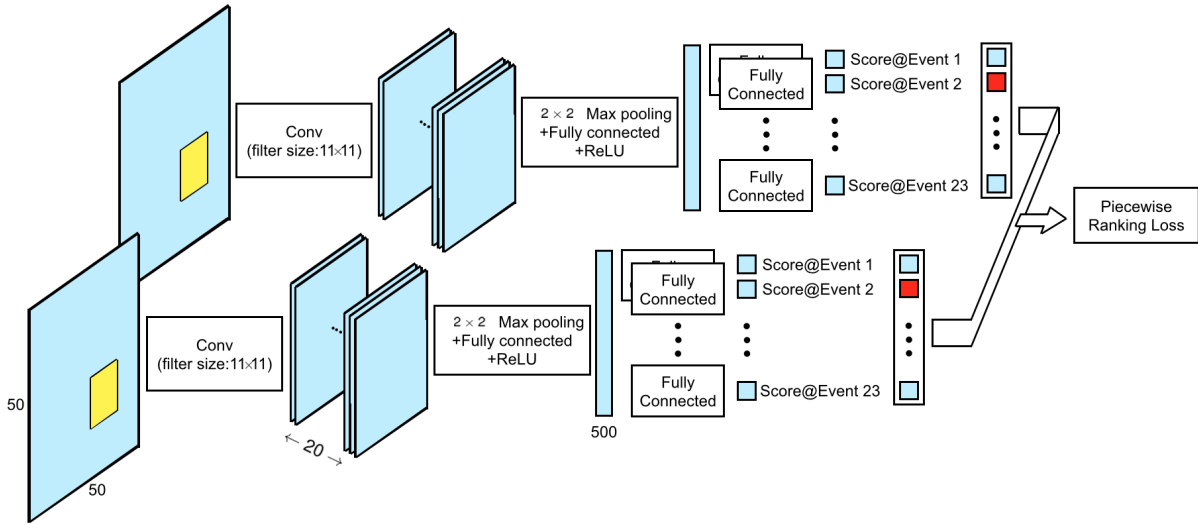 Conv
(filter size:11×11)
2 × 2 Max pooling
+Fully connected
+ReLU
Fully
Connected
Score@Event 1
Score@Event 2
Fully
Connected
Score@Event 23
Piecewise
Ranking Loss
50
50
Conv
(filter size:11×11)
← 20 →
2 × 2 Max pooling
+Fully connected
+ReLU
500
Fully
Connected
Score@Event 1
Score@Event 2
Fully
Connected
Score@Event 23